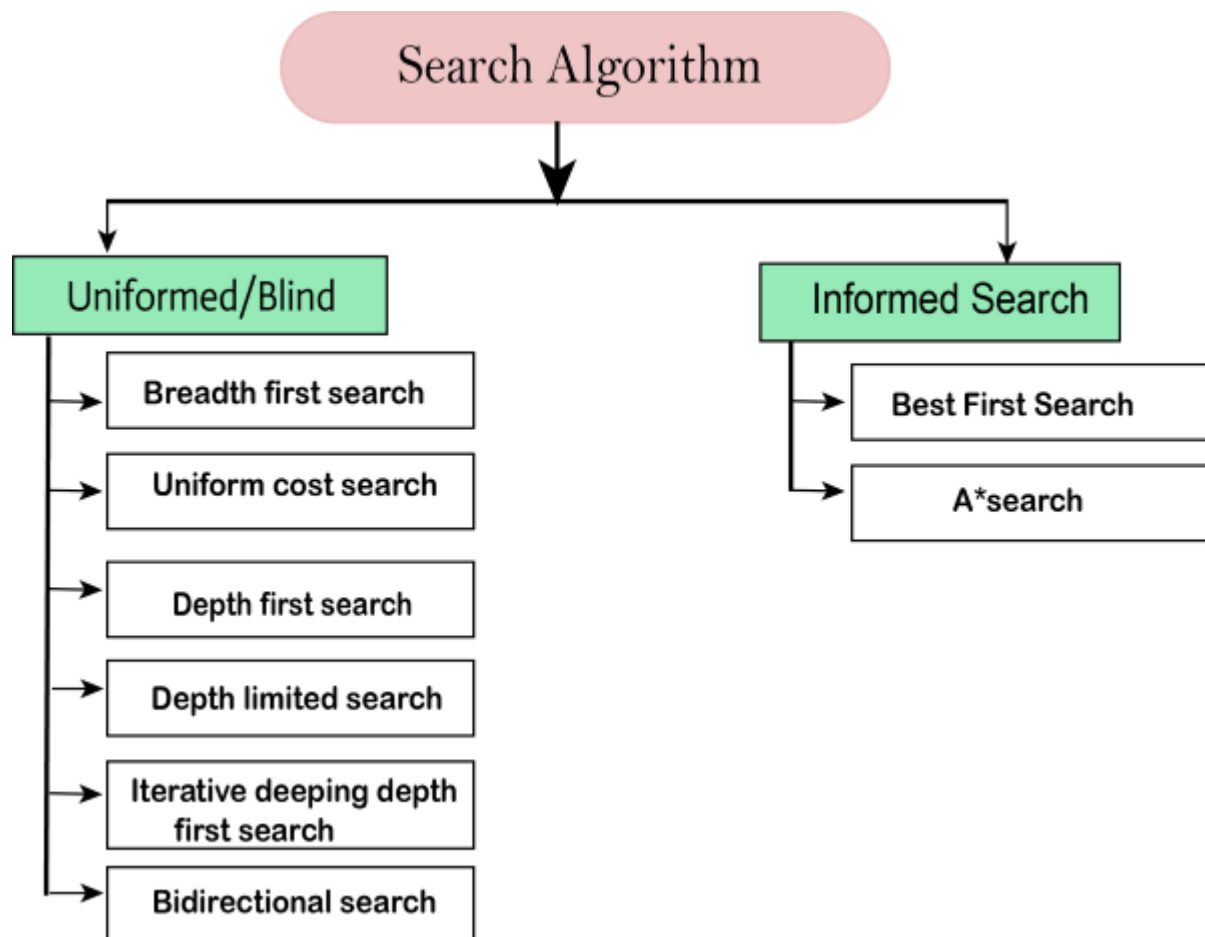 Search Algorithm
Uniformed/Blind
Breadth first search
Uniform cost search
Depth first search
Depth limited search
Iterative deeping depth
first search
Bidirectional search
Informed Search
Best First Search
A*search